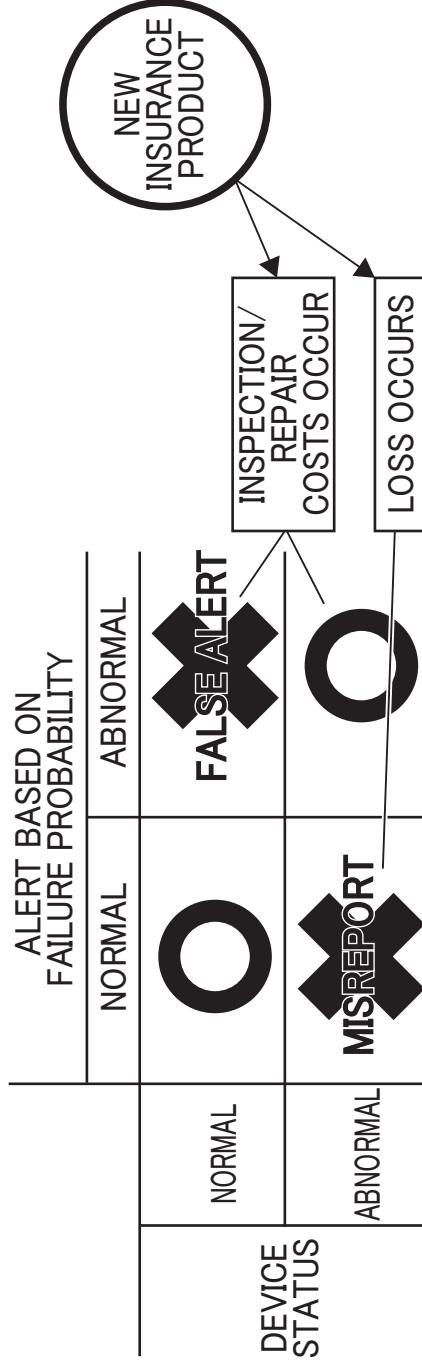 ALERT BASED ON
FAILURE PROBABILITY
NORMAL
ABNORMAL
DEVICE
STATUS
NORMAL
FALSE ALERT
ABNORMAL
MISREPORT
INSPECTION/
REPAIR
COSTS OCCUR
LOSS OCCURS
NEW
INSURANCE
PRODUCT